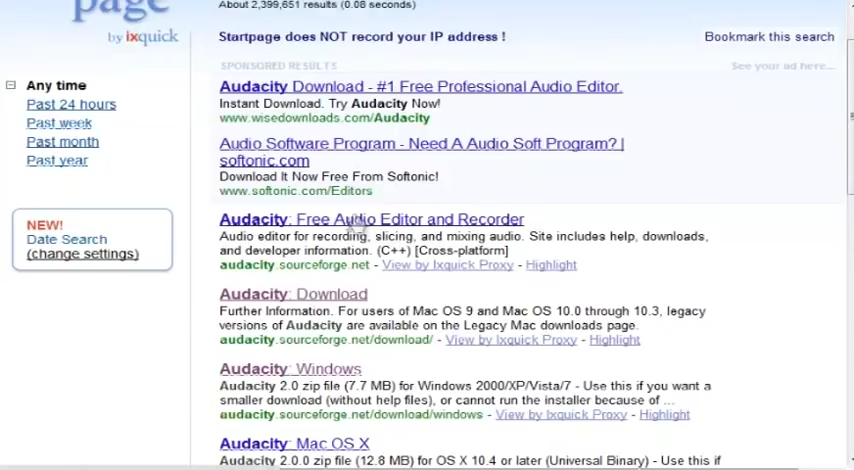 page
About 2,399,651 results (0.08 seconds)
by ixquick
Startpage does NOT record your IP address !
Bookmark this search
SPONSORED RESULTS
See your ad here...
Any time
Past 24 hours
Past week
Past month
Past year
NEW!
Date Search
(change settings)
Audacity Download - #1 Free Professional Audio Editor.
Instant Download. Try Audacity Now!
www.wisedownloads.com/Audacity
Audio Software Program - Need A Audio Soft Program? |
softonic.com
Download It Now Free From Softonic!
www.softonic.com/Editors
Audacity: Free Audio Editor and Recorder
Audio editor for recording, slicing, and mixing audio. Site includes help, downloads,
and developer information. (C++) [Cross-platform]
audacity.sourceforge.net - View by Ixquick Proxy - Highlight
Audacity: Download
Further Information. For users of Mac OS 9 and Mac OS 10.0 through 10.3, legacy
versions of Audacity are available on the Legacy Mac downloads page.
audacity.sourceforge.net/download/ - View by Ixquick Proxy - Highlight
Audacity: Windows
Audacity 2.0 zip file (7.7 MB) for Windows 2000/XP/Vista/7 - Use this if you want a
smaller download (without help files), or cannot run the installer because of ...
audacity.sourceforge.net/download/windows - View by Ixquick Proxy - Highlight
Audacity: Mac OS X
2.0.0 zip file (12.8 MB) for OS X 10.4 or later (Universal Binary) - Use this if